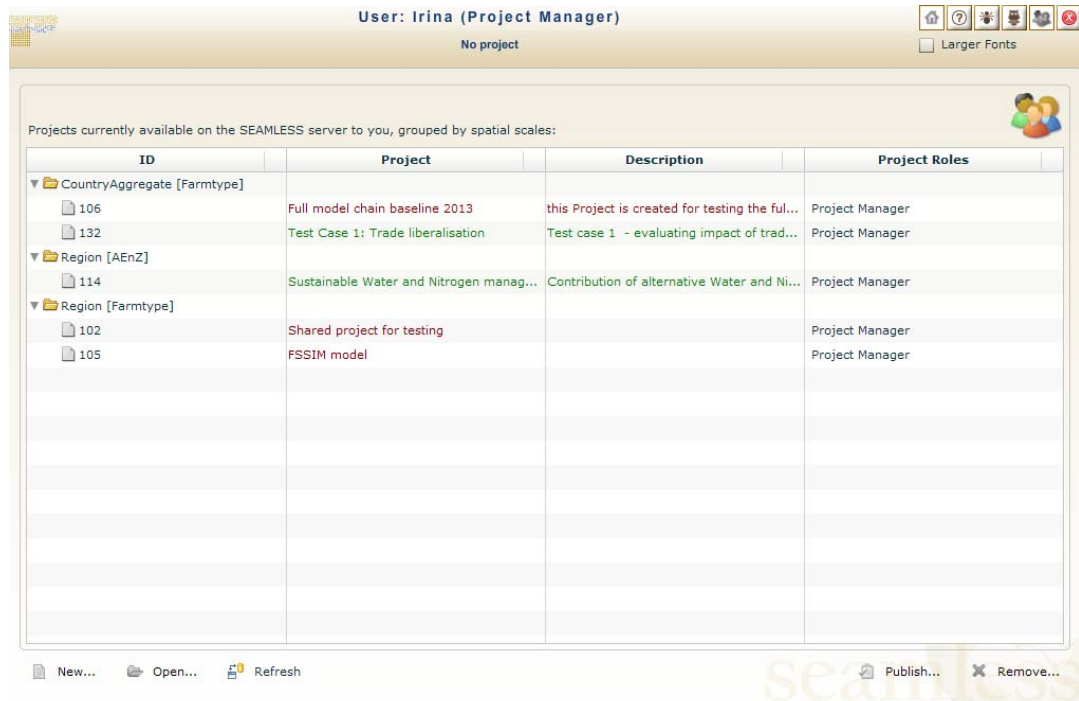 User: Irina (Project Manager)
No project
Larger Fonts
Projects currently available on the SEAMLESS server to you, grouped by spatial scales:
ID Project Description Project Roles
CountryAggregate [Farmtype]
106 Full model chain baseline 2013 this Project is created for testing the ful... Project Manager
132 Test Case 1: Trade liberalisation Test case 1 - evaluating impact of trad... Project Manager
Region [AEnZ]
114 Sustainable Water and Nitrogen manag... Contribution of alternative Water and Ni... Project Manager
Region [Farmtype]
102 Shared project for testing Project Manager
105 FSSIM model Project Manager
New... Open... Refresh Publish... Remove...
seamless